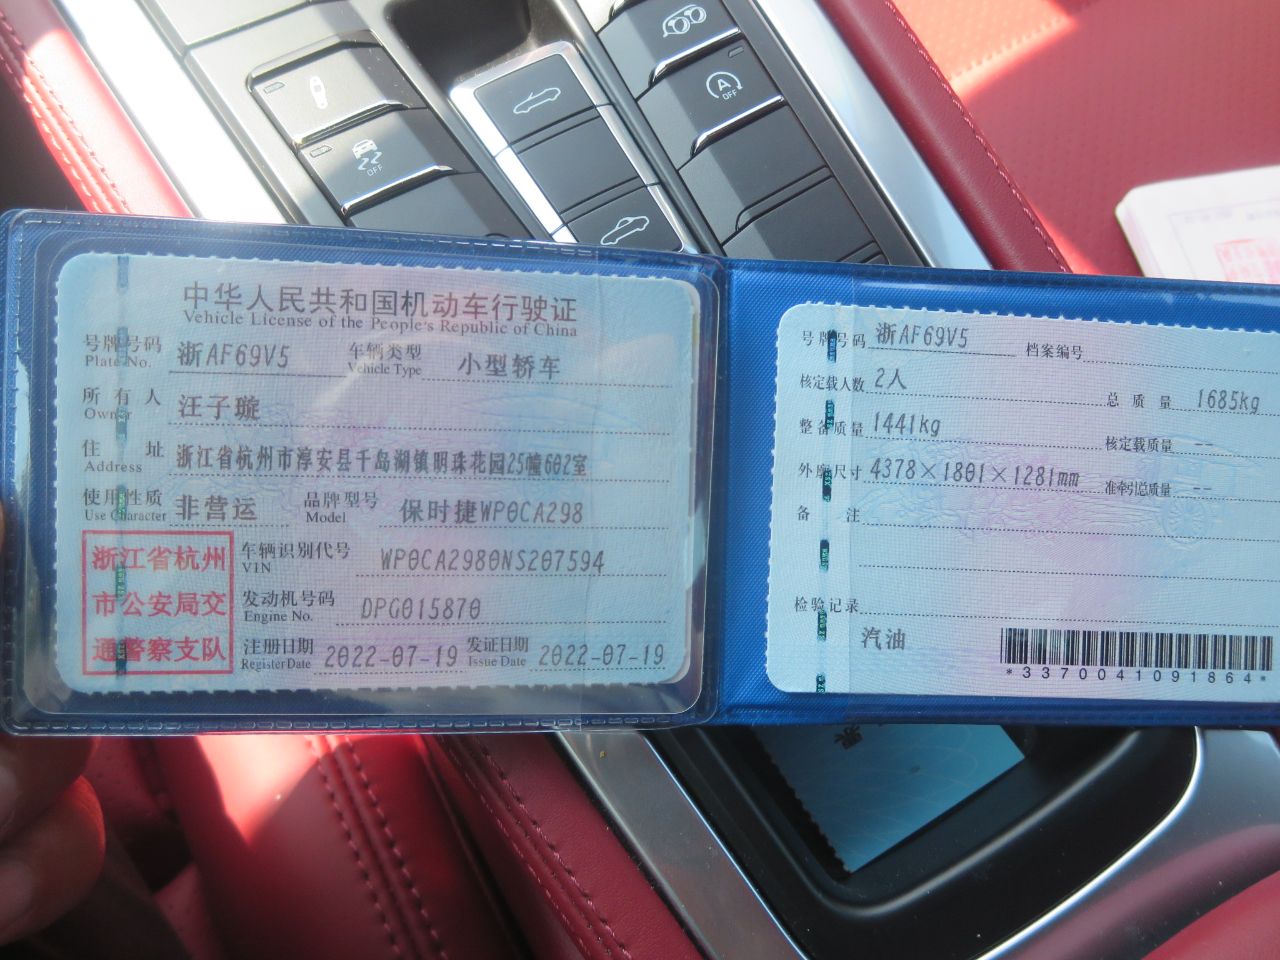 OFF
A
OFF
中华人民共和国机动车行驶证
Vehicle License of the People's Republic of China
号牌号码 浙AF69V5 车辆类型 小型轿车
Plate No. Vehicle Type
所有人 汪子璇
Owner
住址 浙江省杭州市淳安县千岛湖镇明珠花园25幢602室
Address
使用性质 非营运 品牌型号 保时捷WP0CA298
Use Character Model
浙江省杭州
市公安局交
通警察支队
车辆识别代号 WP0CA2980NS207594
VIN
发动机号码 DPG015870
Engine No.
注册日期 2022-07-19 发证日期 2022-07-19
Register Date Issue Date
号牌号码 浙AF69V5 档案编号
核定载人数 2人 总质量 1685kg
整备质量 1441kg 核定载质量 --
外廓尺寸 4378×1801×1281mm 准牵引总质量 --
备注
检验记录
汽油
*3370041091864*